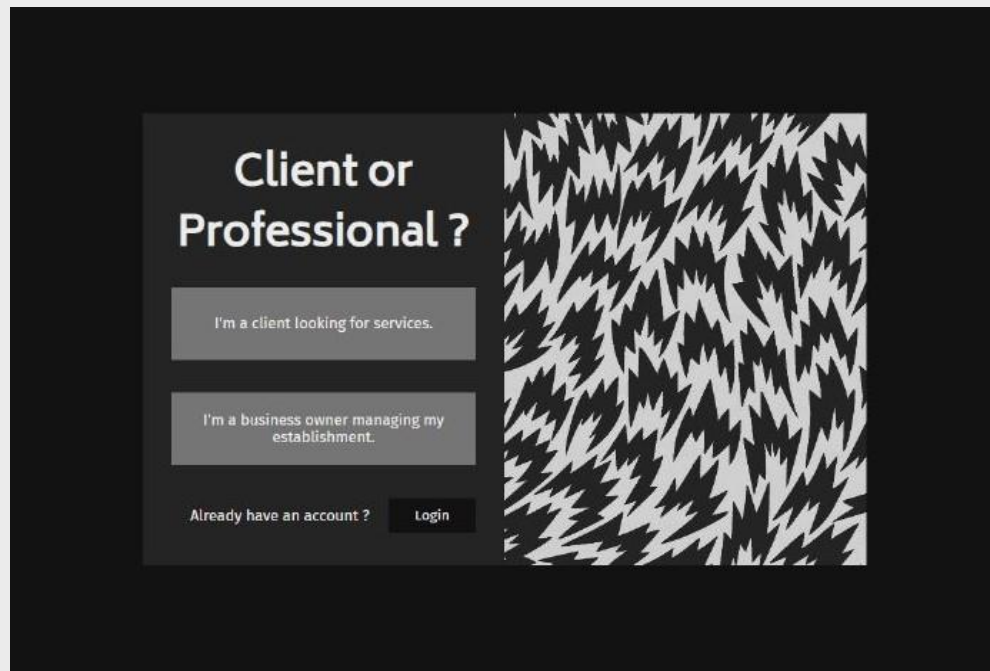 Client or
Professional ?
I'm a client looking for services.
I'm a business owner managing my
establishment.
Already have an account ? Login